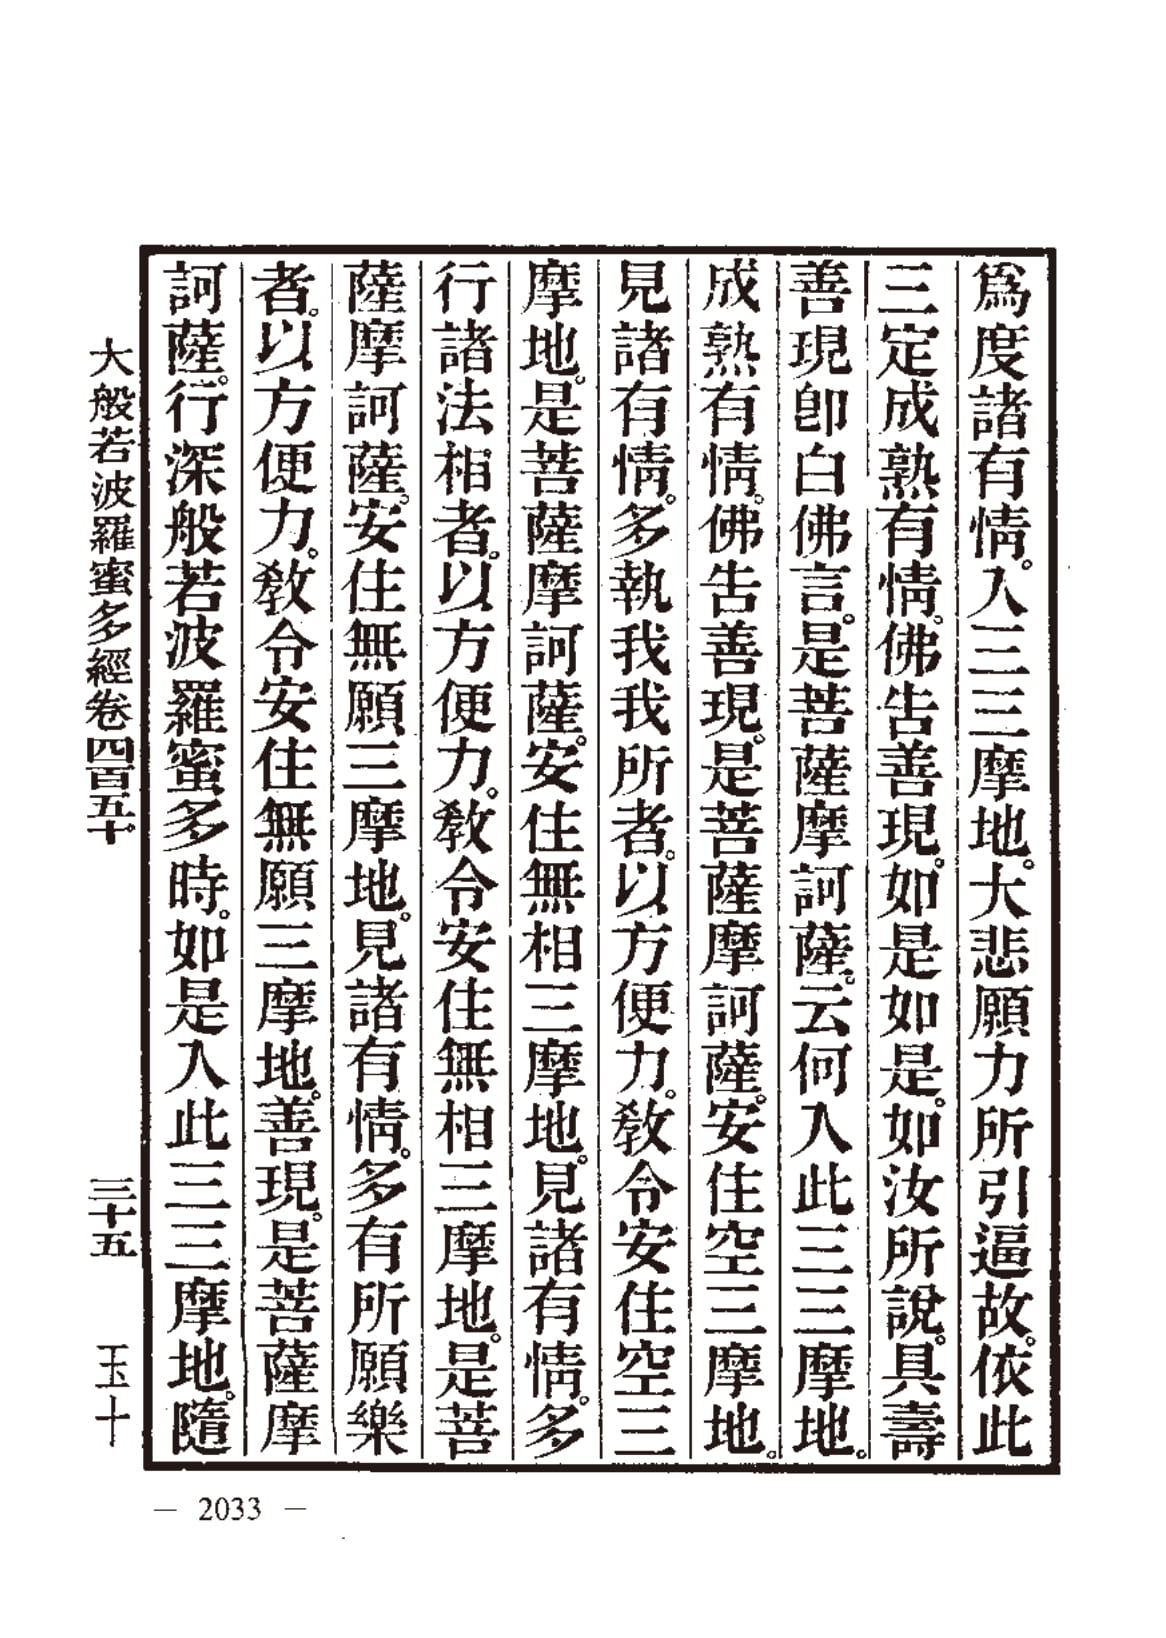 爲度諸有情。入三三摩地。大悲願力所引逼故。依此
三定成熟有情。佛告善現。如是如是。如汝所說。具壽
善現卽白佛言。是菩薩摩訶薩。云何入此三三摩地。
成熟有情。佛告善現。是菩薩摩訶薩。安住空三摩地。
見諸有情。多執我我所者。以方便力。敎令安住空三
摩地。是菩薩摩訶薩。安住無相三摩地。見諸有情。多
行諸法相者。以方便力。敎令安住無相三摩地。是菩
薩摩訶薩。安住無願三摩地。見諸有情。多有所願樂
者。以方便力。敎令安住無願三摩地。善現。是菩薩摩
訶薩。行深般若波羅蜜多時。如是入此三三摩地。隨
大般若波羅蜜多經卷四百五十 三十五 玉十
— 2033 —